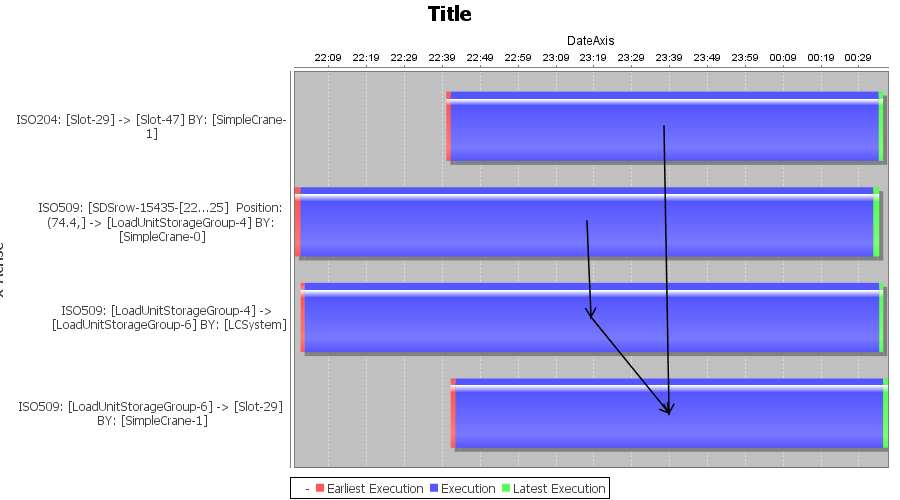 Title
DateAxis
22:09 22:19 22:29 22:39 22:49 22:59 23:09 23:19 23:29 23:39 23:49 23:59 00:09 00:19 00:29
ISO204: [Slot-29] -> [Slot-47] BY: [SimpleCrane-
1]
ISO509: [SDSrow-15435-[22...25] Position:
(74.4,] -> [LoadUnitStorageGroup-4] BY:
[SimpleCrane-0]
ISO509: [LoadUnitStorageGroup-4] ->
[LoadUnitStorageGroup-6] BY: [LCSystem]
ISO509: [LoadUnitStorageGroup-6] -> [Slot-29]
BY: [SimpleCrane-1]
- Earliest Execution Execution Latest Execution